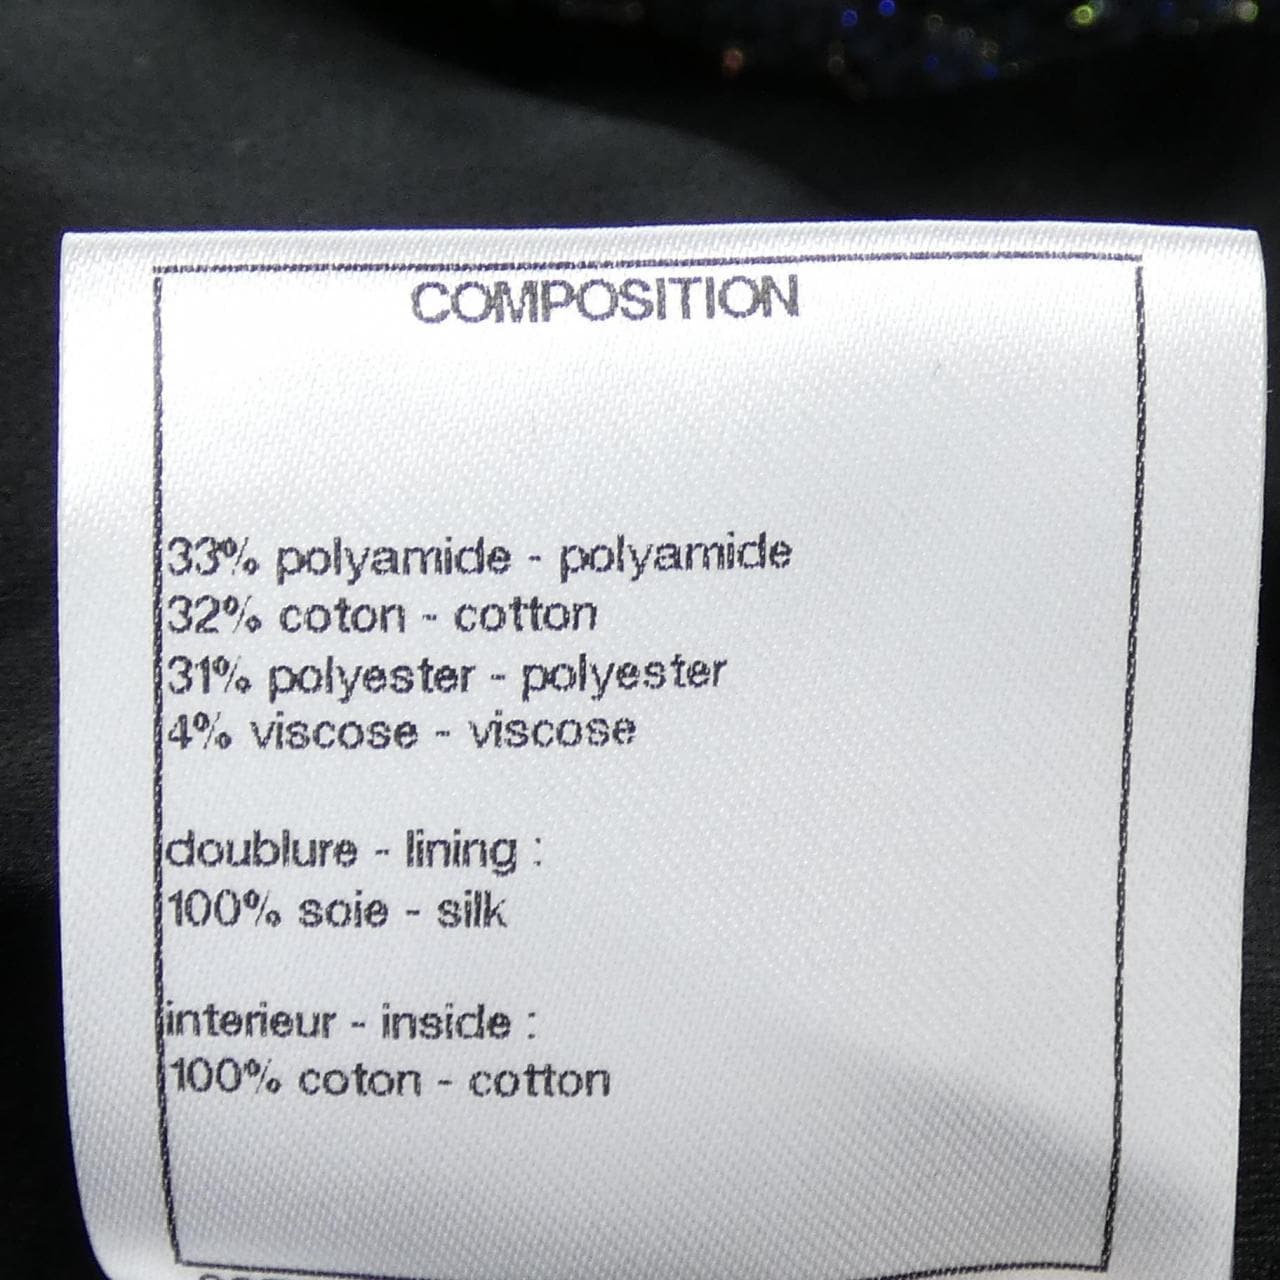 COMPOSITION
33% polyamide - polyamide
32% coton - cotton
31% polyester - polyester
4% viscose - viscose
doublure - lining :
100% soie - silk
interieur - inside :
100% coton - cotton